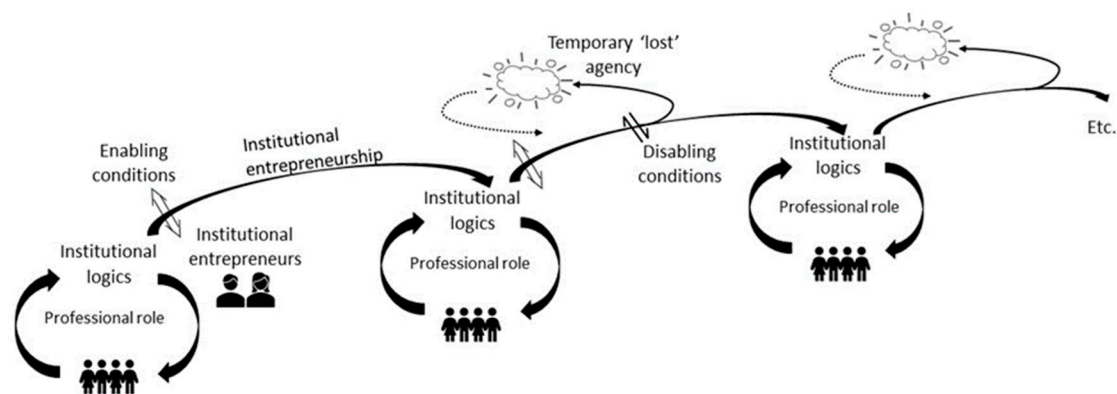 Temporary 'lost'
agency
Etc.
Enabling
conditions
Institutional
entrepreneurship
Disabling
conditions
Institutional
logics
Professional role
Institutional
logics
Professional role
Institutional
entrepreneurs
Institutional
logics
Professional role